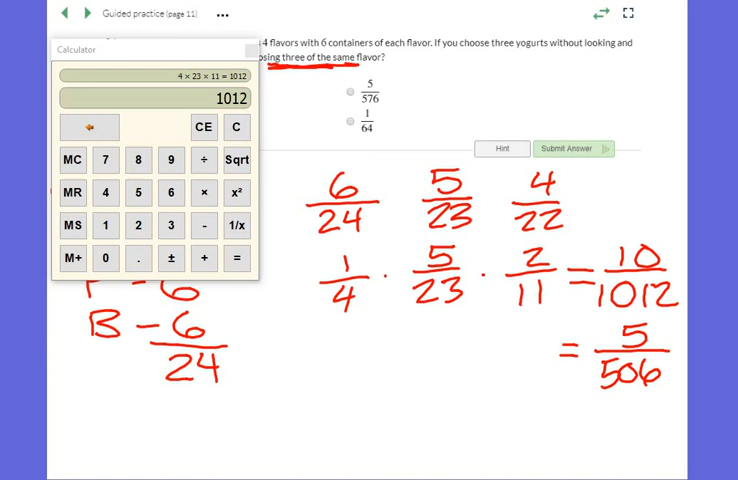 Guided practice (page 11) ...
Calculator
4 flavors with 6 containers of each flavor. If you choose three yogurts without looking and
three of the same flavor?
4 × 23 × 11 = 1012
1012
5/576
1/64
CE C
MC 7 8 9 ÷ Sqrt
MR 4 5 6 × x²
MS 1 2 3 - 1/x
M+ 0 . ± + =
Hint Submit Answer
6/24 5/23 4/22
1/4 · 5/23 · 2/11 = 10/1012
= 5/506
- 6
B - 6
24